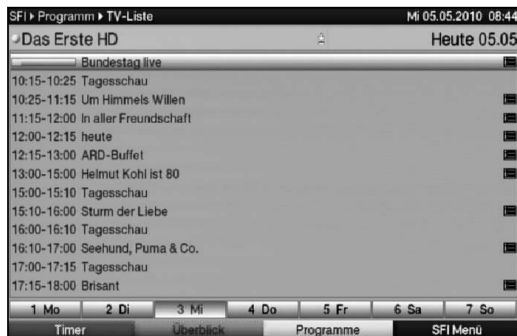 SFI ▸ Programm ▸ TV-Liste Mi 05.05.2010 08:44
Das Erste HD Heute 05.05
Bundestag live
10:15-10:25 Tagesschau
10:25-11:15 Um Himmels Willen
11:15-12:00 In aller Freundschaft
12:00-12:15 heute
12:15-13:00 ARD-Buffet
13:00-15:00 Helmut Kohl ist 80
15:00-15:10 Tagesschau
15:10-16:00 Sturm der Liebe
16:00-16:10 Tagesschau
16:10-17:00 Seehund, Puma & Co.
17:00-17:15 Tagesschau
17:15-18:00 Brisant
1 Mo 2 Di 3 Mi 4 Do 5 Fr 6 Sa 7 So
Timer Überblick Programme SFI Menü